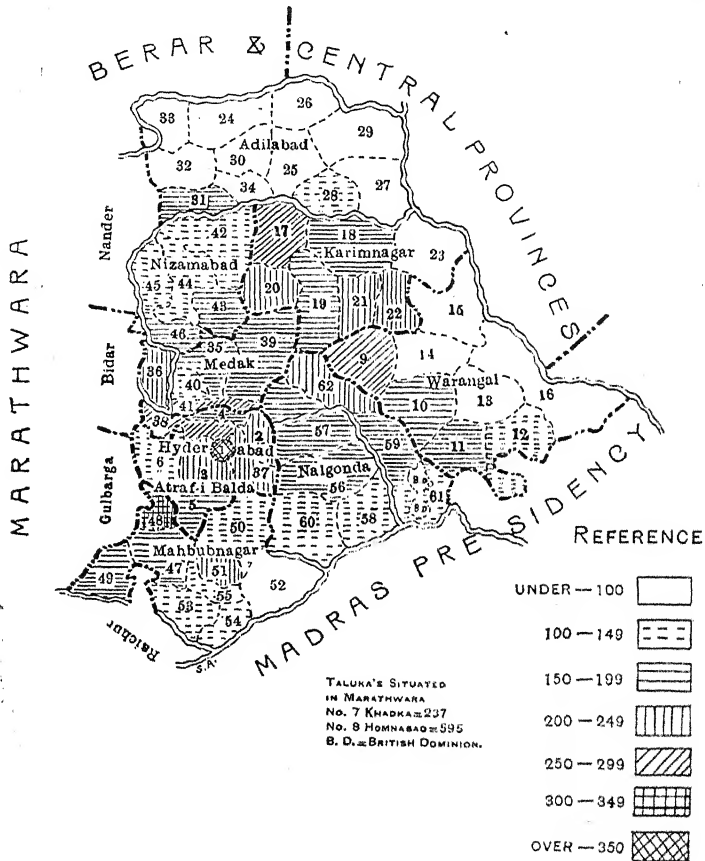 BERAR & CENTRAL PROVINCES
26
33
24
29
Adilabad
32
30
25
34
28
27
31
Nander
42
17
18
Karimnagar
23
Nizamabad
45
44
20
43
19
21
22
15
MARATHWARA
46
35
39
14
9
Bidar
Medak
36
40
62
Warangal
16
41
10
13
38
4
Hyderabad
1
2
57
59
11
12
6
3
37
Nalgonda
Gulbarga
Atraf-i Balda
56
B D
61
B D
5
48
50
60
58
Mahbubnagar
49
47
51
52
53
55
54
Raichur
S.A.
MADRAS PRESIDENCY
REFERENCE
UNDER—100
100—149
150—199
200—249
250—299
300—349
OVER—350
TALUKA'S SITUATED
IN MARATHWARA
No. 7 KHADKA=237
No. 8 HOMNABAD=595
B. D.=BRITISH DOMINION.